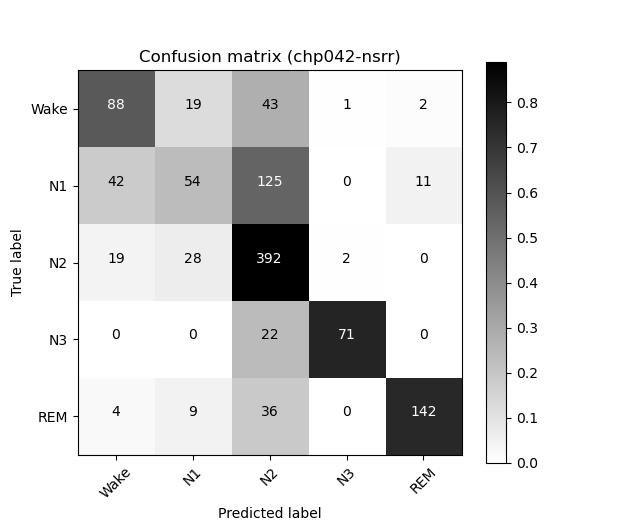 Confusion matrix (chp042-nsrr)
Wake 88 19 43 1 2
N1 42 54 125 0 11
N2 19 28 392 2 0
N3 0 0 22 71 0
REM 4 9 36 0 142
Wake N1 N2 N3 REM
Predicted label
True label
0.8
0.7
0.6
0.5
0.4
0.3
0.2
0.1
0.0